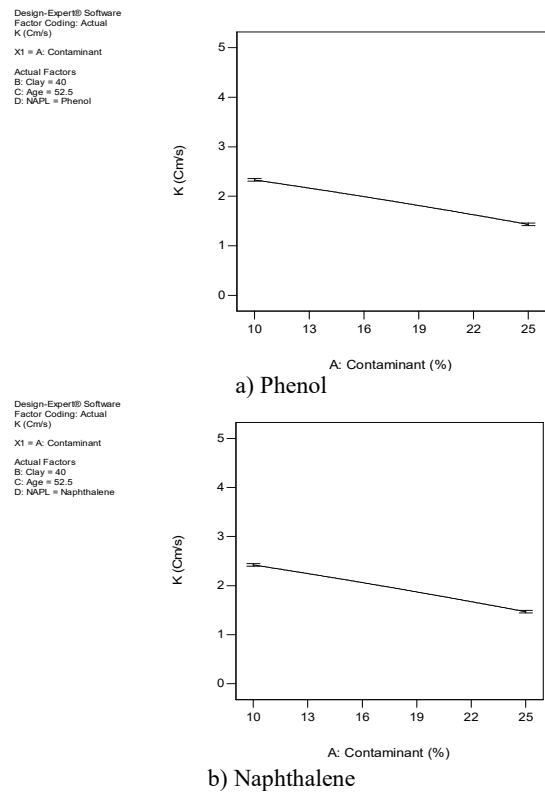 Design-Expert® Software
Factor Coding: Actual
K (Cm/s)
X1 = A: Contaminant
Actual Factors
B: Clay = 40
C: Age = 52.5
D: NAPL = Phenol
K (Cm/s)
5
4
3
2
1
0
10 13 16 19 22 25
A: Contaminant (%)
a) Phenol
Design-Expert® Software
Factor Coding: Actual
K (Cm/s)
X1 = A: Contaminant
Actual Factors
B: Clay = 40
C: Age = 52.5
D: NAPL = Naphthalene
K (Cm/s)
5
4
3
2
1
0
10 13 16 19 22 25
A: Contaminant (%)
b) Naphthalene